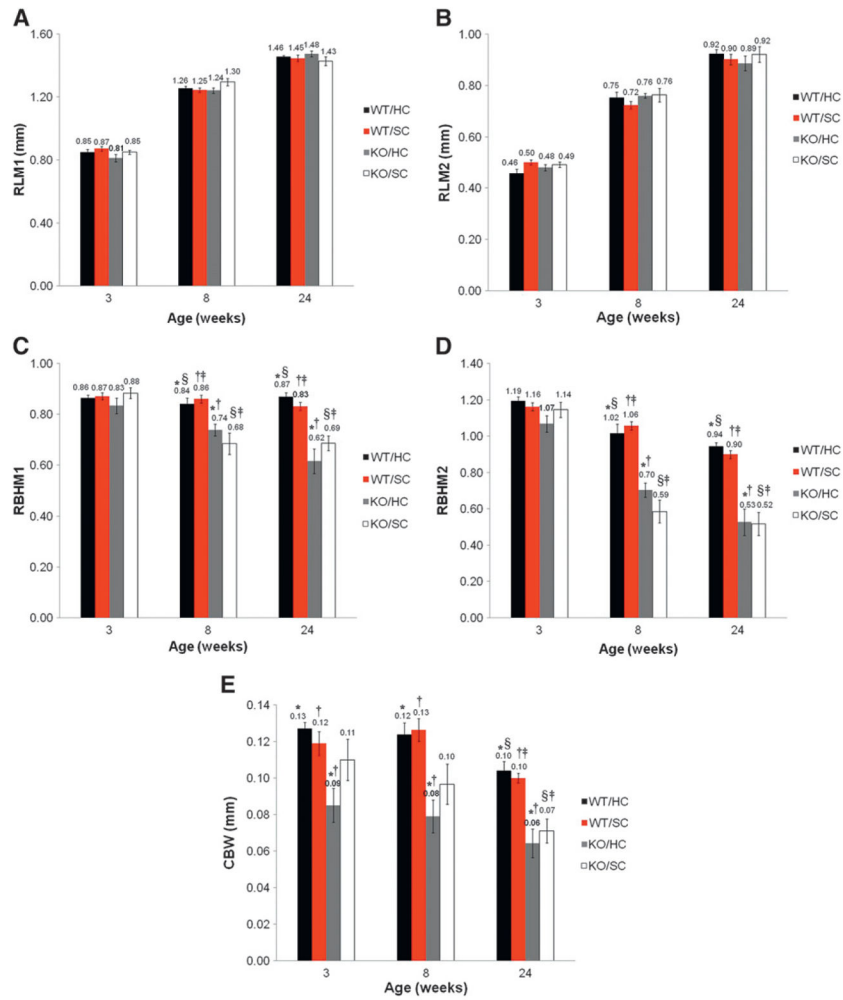 A
1.60
1.20
0.80
0.40
0.00
RLM1 (mm)
0.85 0.87 0.81 0.85
1.26 1.25 1.24 1.30
1.46 1.45 1.48 1.43
3 8 24
Age (weeks)
WT/HC
WT/SC
KO/HC
KO/SC
B
1.00
0.80
0.60
0.40
0.20
0.00
RLM2 (mm)
0.46 0.50 0.48 0.49
0.75 0.72 0.76 0.76
0.92 0.90 0.89 0.92
3 8 24
Age (weeks)
WT/HC
WT/SC
KO/HC
KO/SC
C
1.00
0.80
0.60
0.40
0.20
0.00
RBHM1
0.86 0.87 0.83 0.88
*§ †‡ *† §‡
0.84 0.86 0.74 0.68
*§ †‡ *† §‡
0.87 0.83 0.62 0.69
3 8 24
Age (weeks)
WT/HC
WT/SC
KO/HC
KO/SC
D
1.40
1.20
1.00
0.80
0.60
0.40
0.20
0.00
RBHM2
1.19 1.16 1.07 1.14
*§ †‡ *† §‡
1.02 1.06 0.70 0.59
*§ †‡ *† §‡
0.94 0.90 0.53 0.52
3 8 24
Age (weeks)
WT/HC
WT/SC
KO/HC
KO/SC
E
0.14
0.12
0.10
0.08
0.06
0.04
0.02
0.00
CBW (mm)
* † *†
0.13 0.12 0.09 0.11
* † *†
0.12 0.13 0.08 0.10
*§ †‡ *† §‡
0.10 0.10 0.06 0.07
3 8 24
Age (weeks)
WT/HC
WT/SC
KO/HC
KO/SC